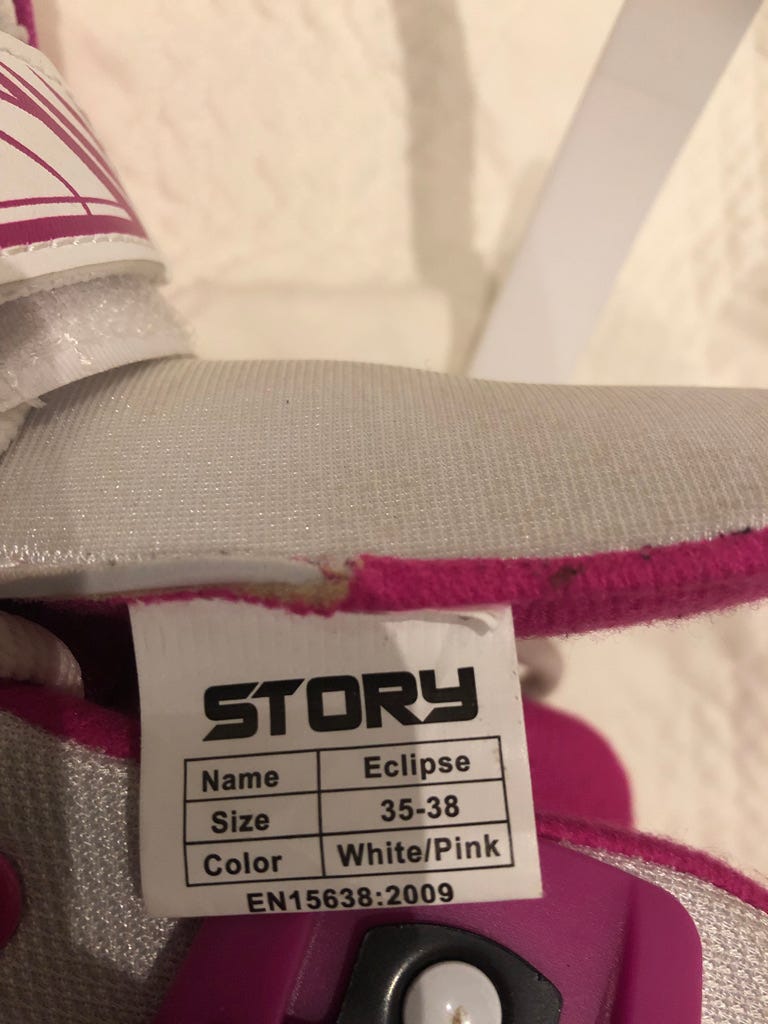 STORY
Name Eclipse
Size 35-38
Color White/Pink
EN15638:2009